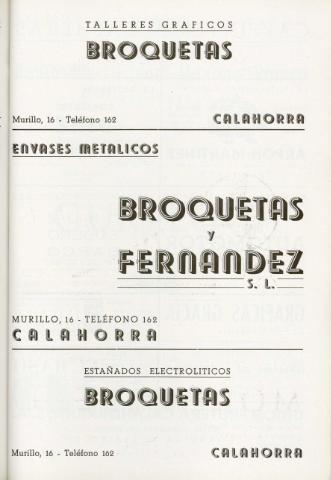 TALLERES GRAFICOS
BROQUETAS
Murillo, 16 - Teléfono 162 CALAHORRA
ENVASES METALICOS
BROQUETAS
Y
FERNANDEZ
S. L.
MURILLO, 16 - TELÉFONO 162
CALAHORRA
ESTAÑADOS ELECTROLITICOS
BROQUETAS
Murillo, 16 - Teléfono 162 CALAHORRA